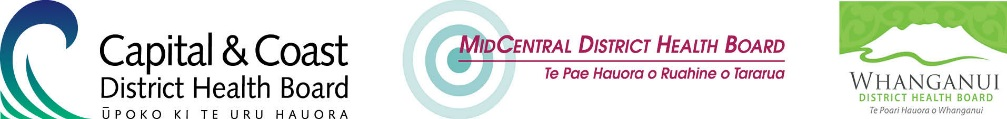 Capital & Coast
District Health Board
ŪPOKO KI TE URU HAUORA
MIDCENTRAL DISTRICT HEALTH BOARD
Te Pae Hauora o Ruahine o Tararua
WHANGANUI
DISTRICT HEALTH BOARD
Te Poari Hauora o Whanganui